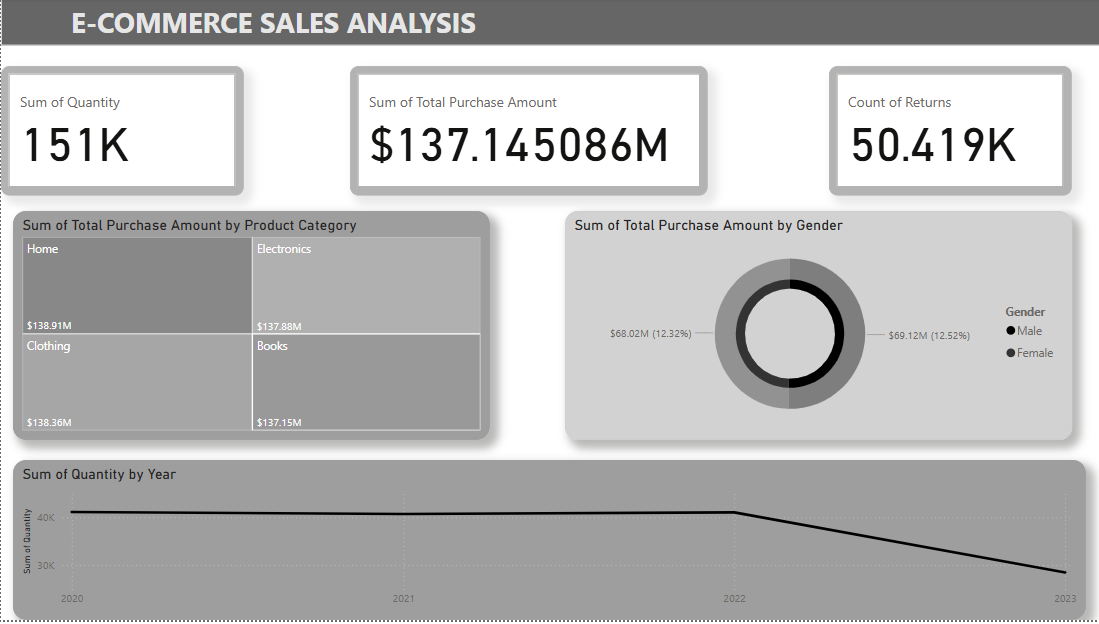 E-COMMERCE SALES ANALYSIS
Sum of Quantity
151K
Sum of Total Purchase Amount
$137.145086M
Count of Returns
50.419K
Sum of Total Purchase Amount by Product Category
Home
$138.91M
Electronics
$137.88M
Clothing
$138.36M
Books
$137.15M
Sum of Total Purchase Amount by Gender
$68.02M (12.32%)
$69.12M (12.52%)
Gender
Male
Female
Sum of Quantity by Year
Sum of Quantity
40K
30K
2020
2021
2022
2023